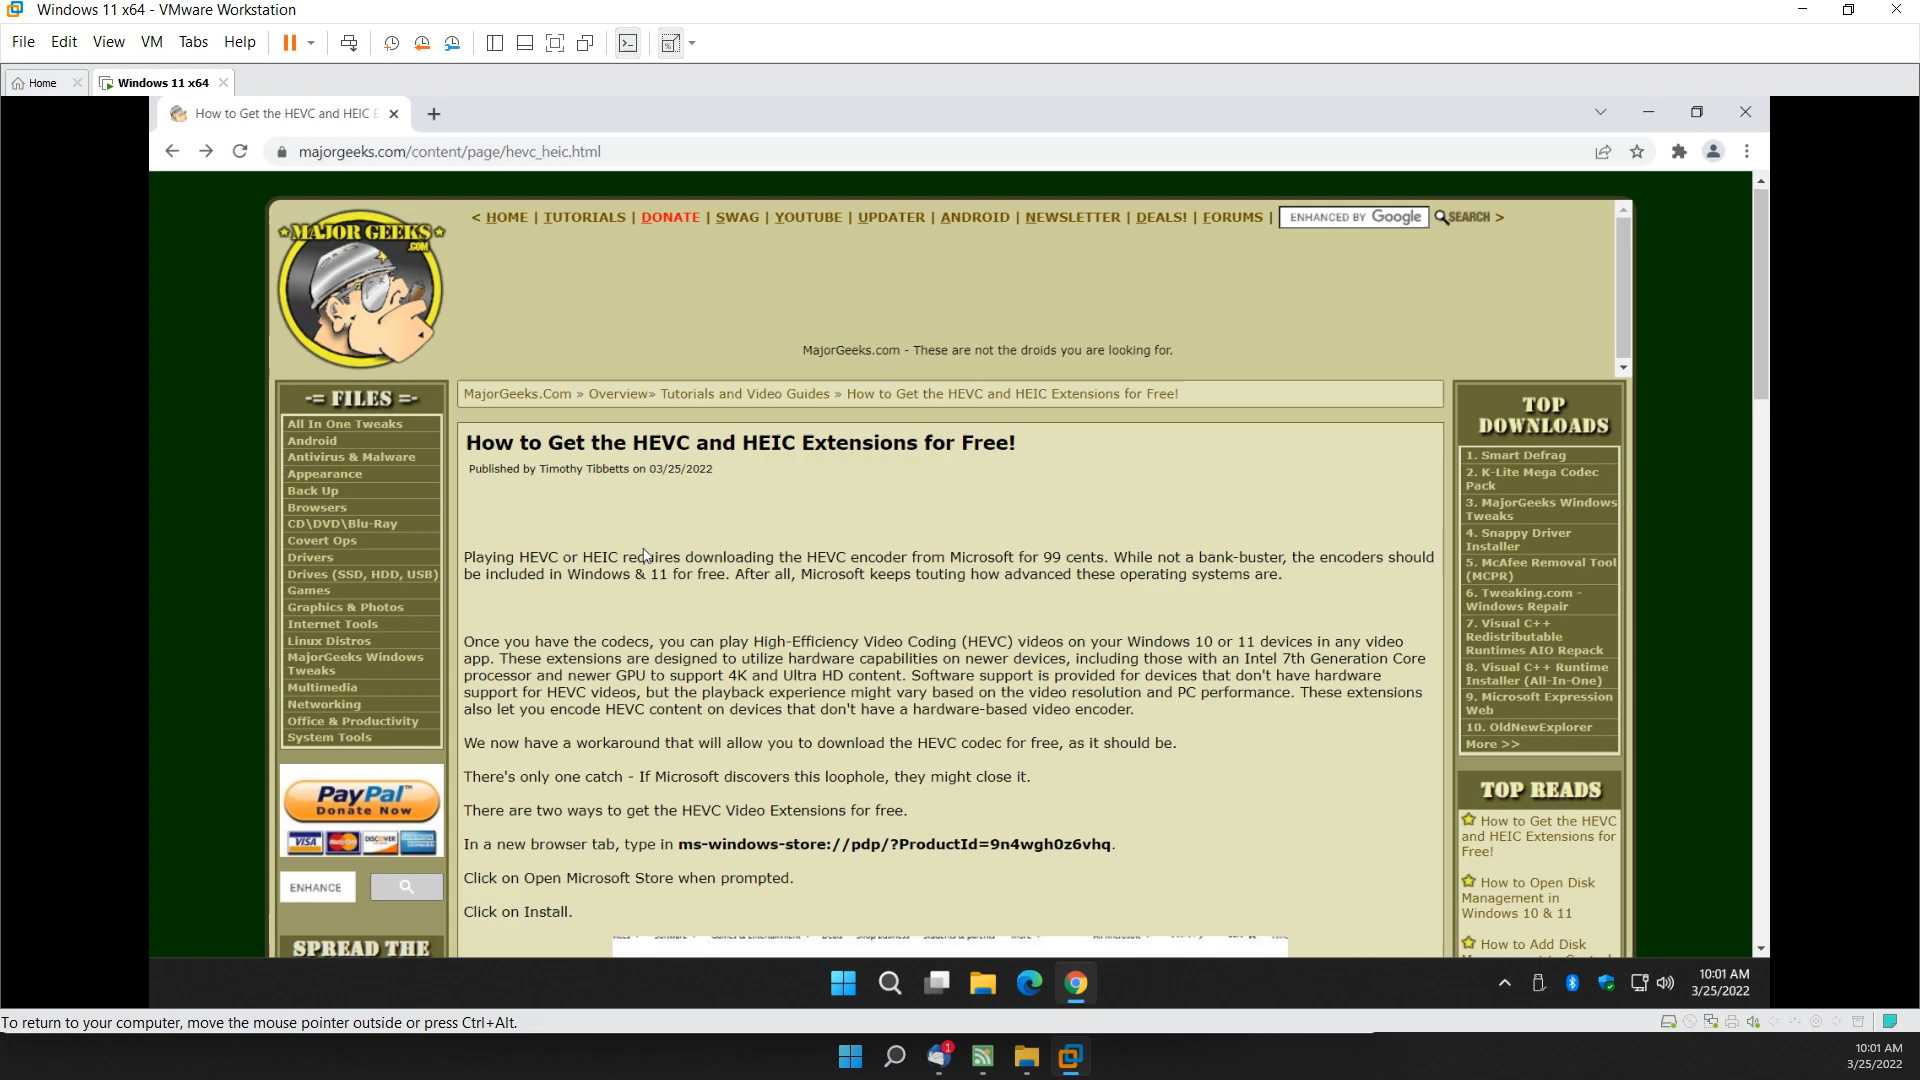 Windows 11 x64 - VMware Workstation
File Edit View VM Tabs Help
Home
Windows 11 x64
How to Get the HEVC and HEIC E
majorgeeks.com/content/page/hevc_heic.html
MAJOR GEEKS
.COM
< HOME | TUTORIALS | DONATE | SWAG | YOUTUBE | UPDATER | ANDROID | NEWSLETTER | DEALS! | FORUMS | ENHANCED BY Google SEARCH >
MajorGeeks.com - These are not the droids you are looking for.
-= FILES =-
All In One Tweaks
Android
Antivirus & Malware
Appearance
Back Up
Browsers
CD\DVD\Blu-Ray
Covert Ops
Drivers
Drives (SSD, HDD, USB)
Games
Graphics & Photos
Internet Tools
Linux Distros
MajorGeeks Windows
Tweaks
Multimedia
Networking
Office & Productivity
System Tools
PayPal™
Donate Now
VISA MasterCard DISCOVER
ENHANCE
SPREAD THE
MajorGeeks.Com » Overview» Tutorials and Video Guides » How to Get the HEVC and HEIC Extensions for Free!
How to Get the HEVC and HEIC Extensions for Free!
Published by Timothy Tibbetts on 03/25/2022
Playing HEVC or HEIC requires downloading the HEVC encoder from Microsoft for 99 cents. While not a bank-buster, the encoders should
be included in Windows & 11 for free. After all, Microsoft keeps touting how advanced these operating systems are.
Once you have the codecs, you can play High-Efficiency Video Coding (HEVC) videos on your Windows 10 or 11 devices in any video
app. These extensions are designed to utilize hardware capabilities on newer devices, including those with an Intel 7th Generation Core
processor and newer GPU to support 4K and Ultra HD content. Software support is provided for devices that don't have hardware
support for HEVC videos, but the playback experience might vary based on the video resolution and PC performance. These extensions
also let you encode HEVC content on devices that don't have a hardware-based video encoder.
We now have a workaround that will allow you to download the HEVC codec for free, as it should be.
There's only one catch - If Microsoft discovers this loophole, they might close it.
There are two ways to get the HEVC Video Extensions for free.
In a new browser tab, type in ms-windows-store://pdp/?ProductId=9n4wgh0z6vhq.
Click on Open Microsoft Store when prompted.
Click on Install.
TOP
DOWNLOADS
1. Smart Defrag
2. K-Lite Mega Codec
Pack
3. MajorGeeks Windows
Tweaks
4. Snappy Driver
Installer
5. McAfee Removal Tool
(MCPR)
6. Tweaking.com -
Windows Repair
7. Visual C++
Redistributable
Runtimes AIO Repack
8. Visual C++ Runtime
Installer (All-In-One)
9. Microsoft Expression
Web
10. OldNewExplorer
More >>
TOP READS
How to Get the HEVC
and HEIC Extensions for
Free!
How to Open Disk
Management in
Windows 10 & 11
How to Add Disk
10:01 AM
3/25/2022
To return to your computer, move the mouse pointer outside or press Ctrl+Alt.
1
10:01 AM
3/25/2022